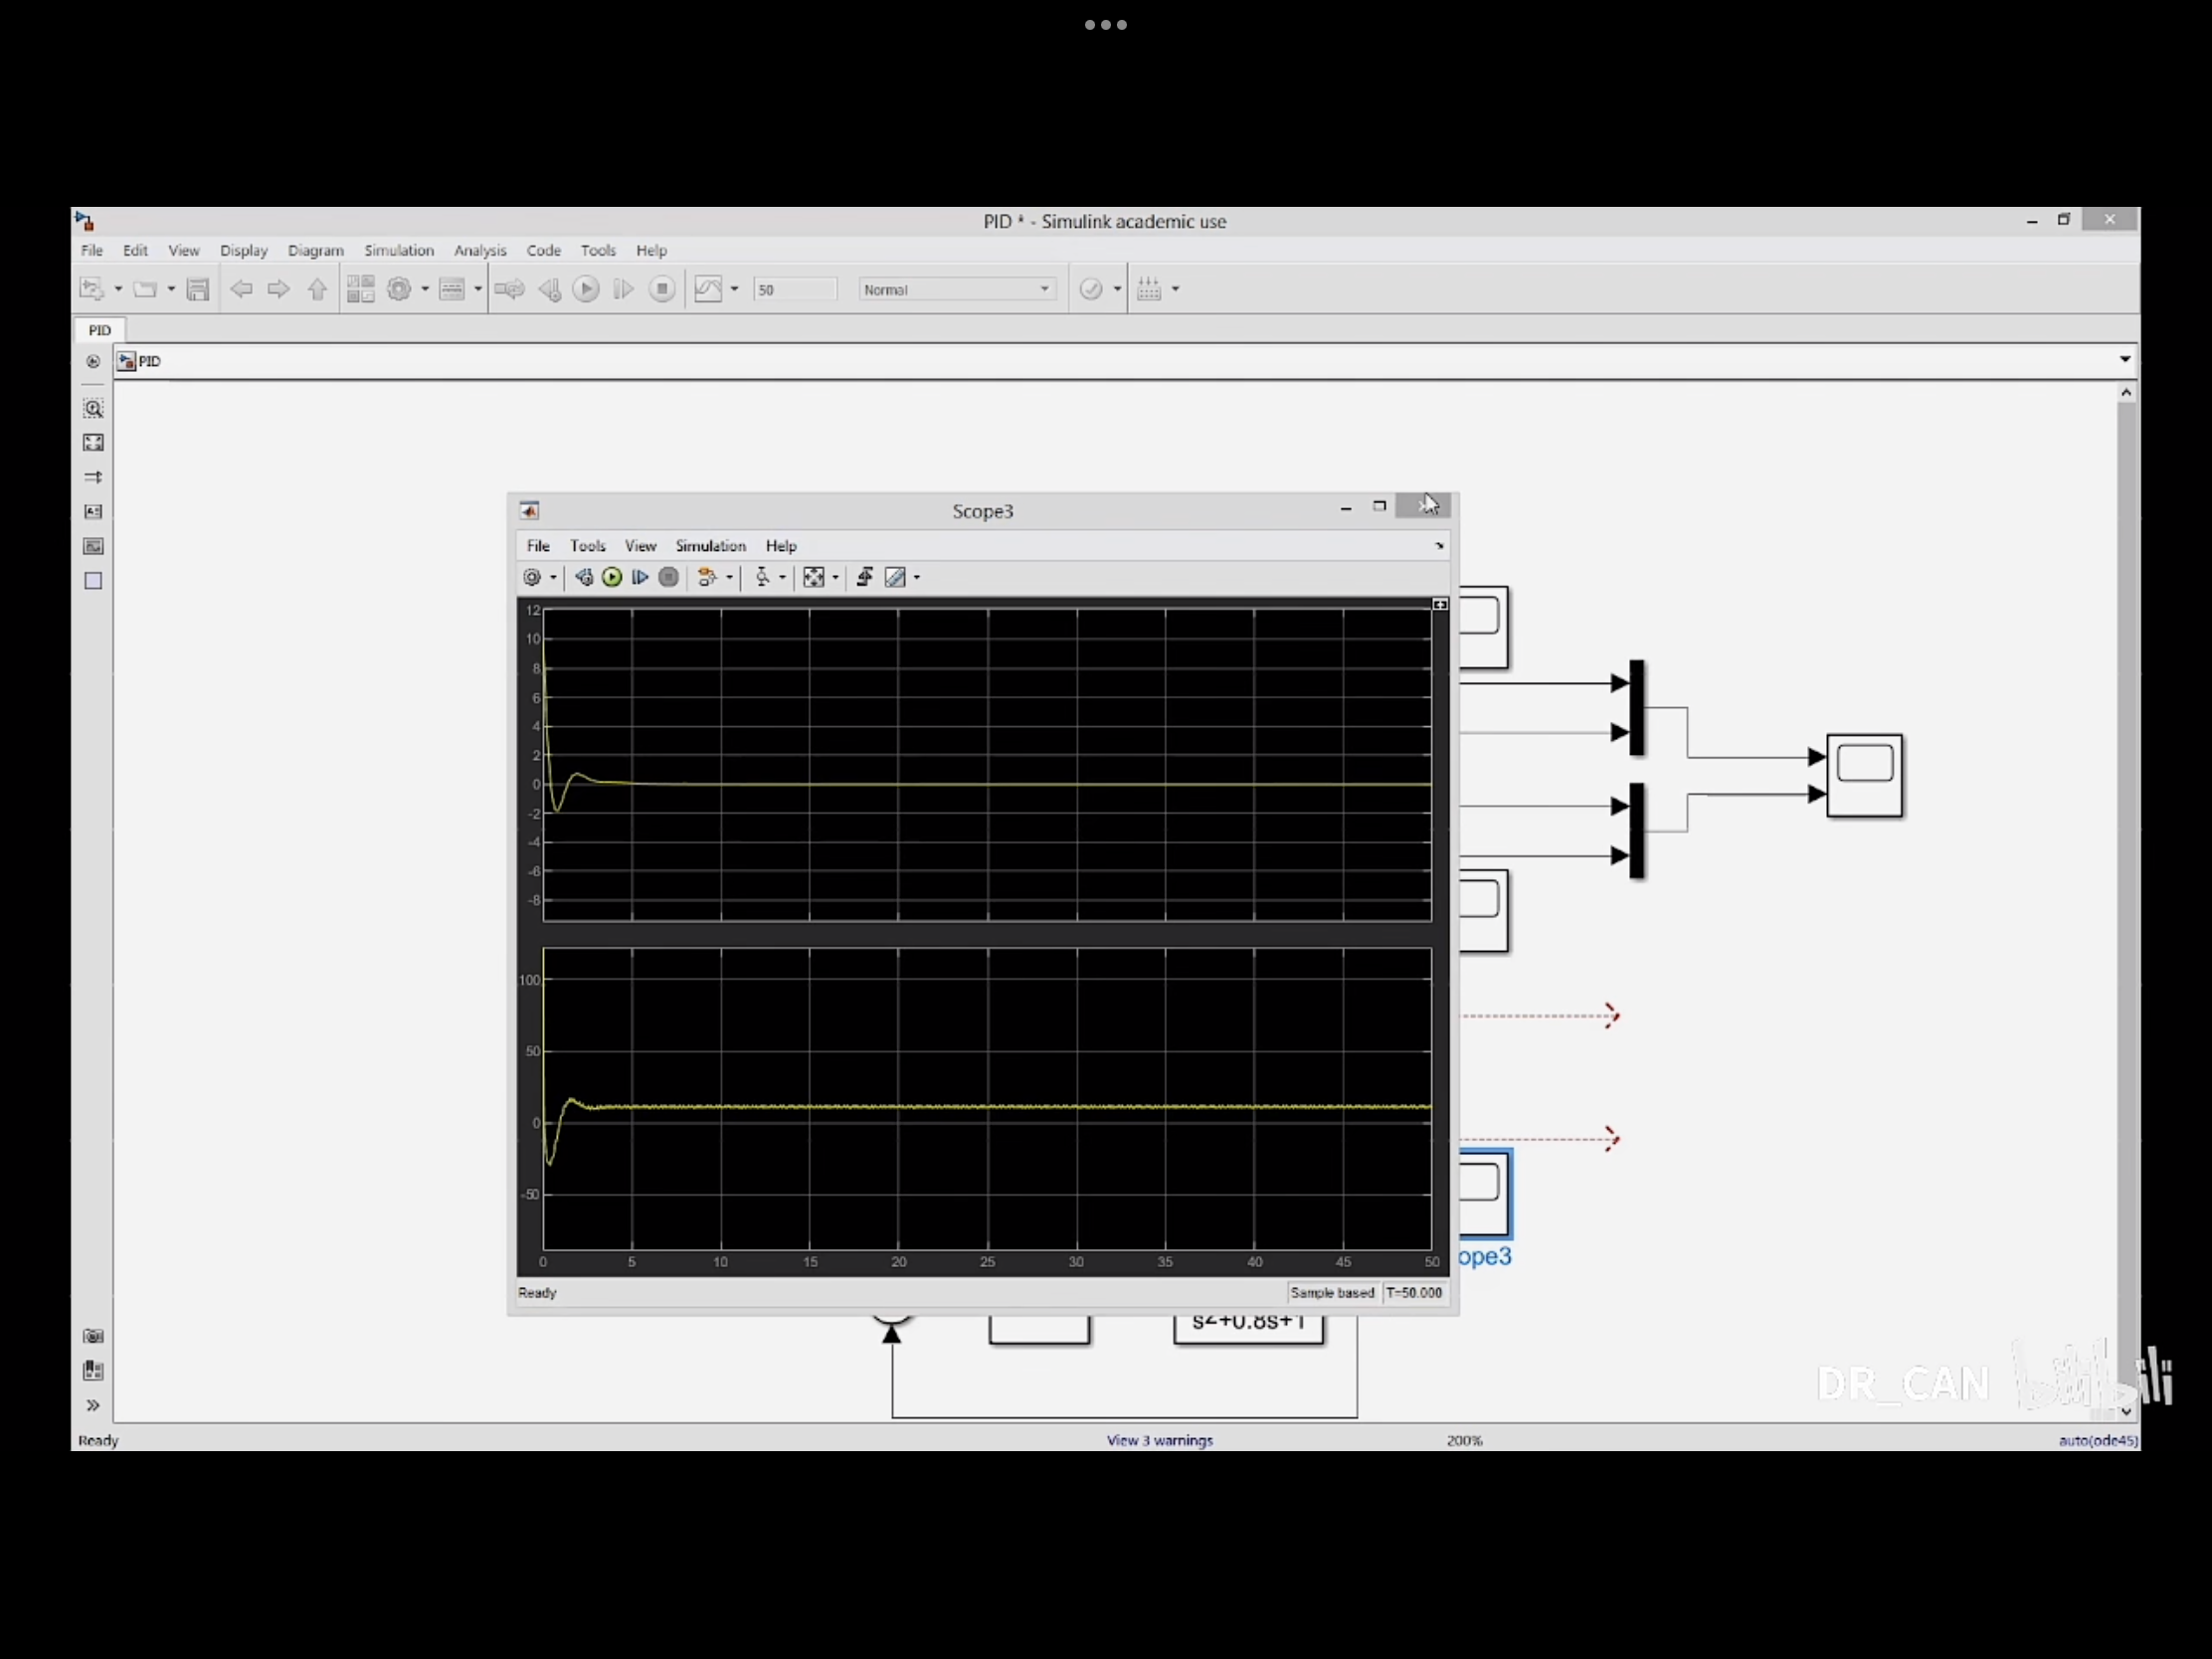 PID * - Simulink academic use
File Edit View Display Diagram Simulation Analysis Code Tools Help
50 Normal
PID
PID
Scope3
File Tools View Simulation Help
12
10
8
6
4
2
0
-2
-4
-6
-8
100
50
0
-50
0 5 10 15 20 25 30 35 40 45 50
Ready Sample based T=50.000
ope3
s2+0.8s+1
DR_CAN bilibili
Ready View 3 warnings 200% auto(ode45)